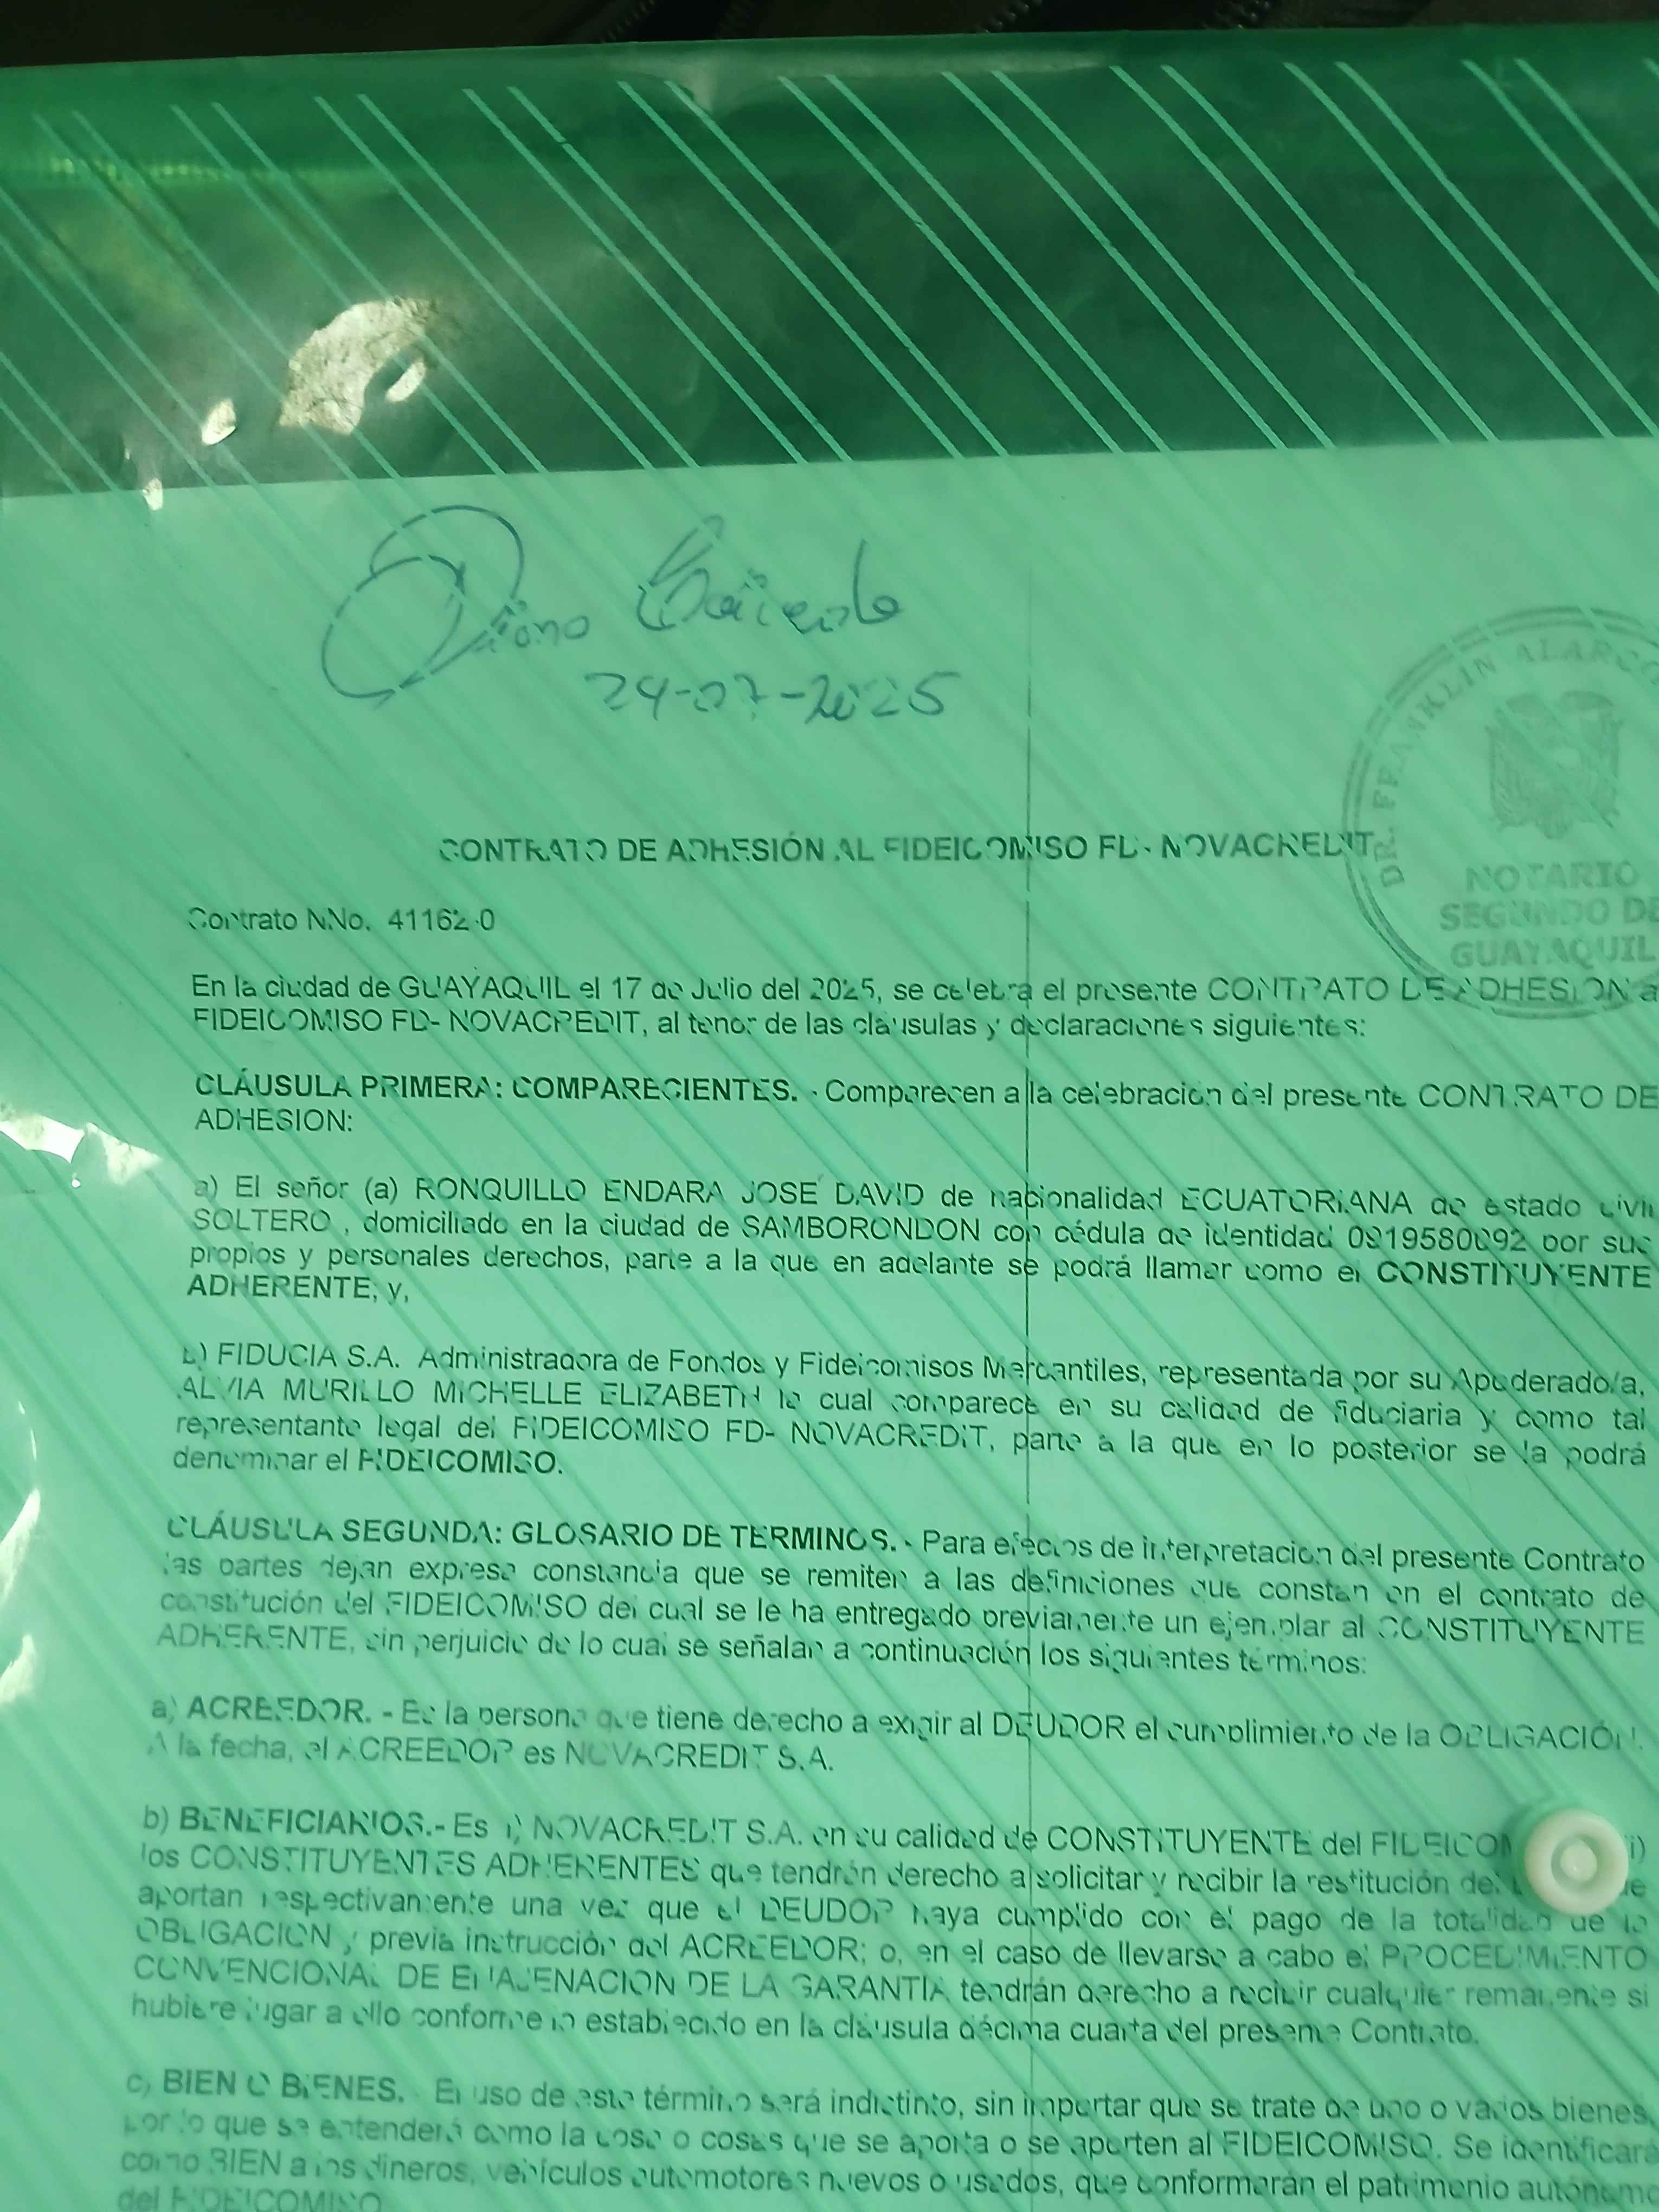 Diana Caicedo
24-07-2025
DR. FRANKLIN ALARCO
NOTARIO
SEGUNDO DE
GUAYAQUIL
CONTRATO DE ADHESIÓN AL FIDEICOMISO FD- NOVACREDIT
Contrato NNo. 41162-0
En la ciudad de GUAYAQUIL el 17 de Julio del 2025, se celebra el presente CONTRATO DE ADHESION a
FIDEICOMISO FD- NOVACREDIT, al tenor de las cláusulas y declaraciones siguientes:
CLÁUSULA PRIMERA: COMPARECIENTES. - Comparecen a la celebración del presente CONTRATO DE
ADHESION:
a) El señor (a) RONQUILLO ENDARA JOSE DAVID de nacionalidad ECUATORIANA de estado civil
SOLTERO , domiciliado en la ciudad de SAMBORONDON con cédula de identidad 0919580092 por sus
propios y personales derechos, parte a la que en adelante se podrá llamar como el CONSTITUYENTE
ADHERENTE; y,
b) FIDUCIA S.A. Administradora de Fondos y Fideicomisos Mercantiles, representada por su Apoderado/a,
ALVIA MURILLO MICHELLE ELIZABETH la cual comparece en su calidad de fiduciaria y como tal
representante legal del FIDEICOMISO FD- NOVACREDIT, parte a la que en lo posterior se la podrá
denominar el FIDEICOMISO.
CLÁUSULA SEGUNDA: GLOSARIO DE TERMINOS. - Para efectos de interpretación del presente Contrato
las partes dejan expresa constancia que se remiten a las definiciones que constan en el contrato de
constitución del FIDEICOMISO del cual se le ha entregado previamente un ejemplar al CONSTITUYENTE
ADHERENTE, sin perjuicio de lo cual se señalan a continuación los siguientes términos:
a) ACREEDOR. - Es la persona que tiene derecho a exigir al DEUDOR el cumplimiento de la OBLIGACIÓN.
A la fecha, el ACREEDOR es NOVACREDIT S.A.
b) BENEFICIARIOS.- Es i) NOVACREDIT S.A. en su calidad de CONSTITUYENTE del FIDEICOM i)
los CONSTITUYENTES ADHERENTES que tendrán derecho a solicitar y recibir la restitución del
aportan respectivamente una vez que el DEUDOR haya cumplido con el pago de la totalidad de la
OBLIGACION y previa instrucción del ACREEDOR; o, en el caso de llevarse a cabo el PROCEDIMIENTO
CONVENCIONAL DE ENAJENACION DE LA GARANTÍA tendrán derecho a recibir cualquier remanente si
hubiere lugar a ello conforme lo establecido en la cláusula décima cuarta del presente Contrato.
c) BIEN O BIENES. - El uso de este término será indistinto, sin importar que se trate de uno o varios bienes,
por lo que se entenderá como la cosa o cosas que se aporta o se aporten al FIDEICOMISO. Se identificará
como BIEN a los dineros, vehículos automotores nuevos o usados, que conformarán el patrimonio autónomo
del FIDEICOMISO